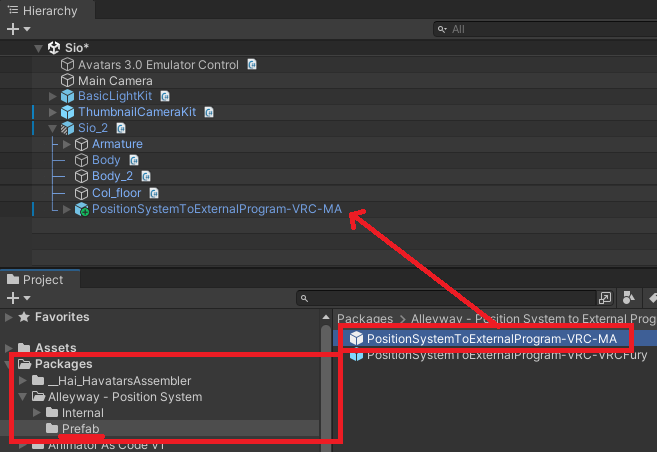 Hierarchy
All
Sio*
Avatars 3.0 Emulator Control
Main Camera
BasicLightKit
ThumbnailCameraKit
Sio_2
Armature
Body
Body_2
Col_floor
PositionSystemToExternalProgram-VRC-MA
Project
Favorites
Packages > Alleyway - Position System to External Prog
Assets
PositionSystemToExternalProgram-VRC-MA
Packages
PositionSystemToExternalProgram-VRC-VRCFury
__Hai_HavatarsAssembler
Alleyway - Position System
Internal
Prefab
Animator As Code V1